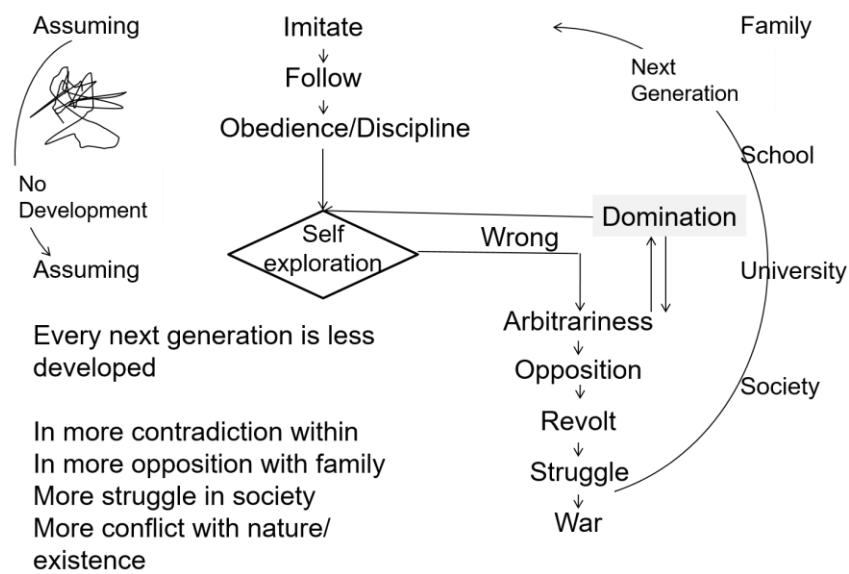 Assuming
No
Development
Assuming
Imitate
Follow
Obedience/Discipline
Self
exploration
Wrong
Domination
Arbitrariness
Opposition
Revolt
Struggle
War
Next
Generation
Family
School
University
Society
Every next generation is less
developed
In more contradiction within
In more opposition with family
More struggle in society
More conflict with nature/
existence